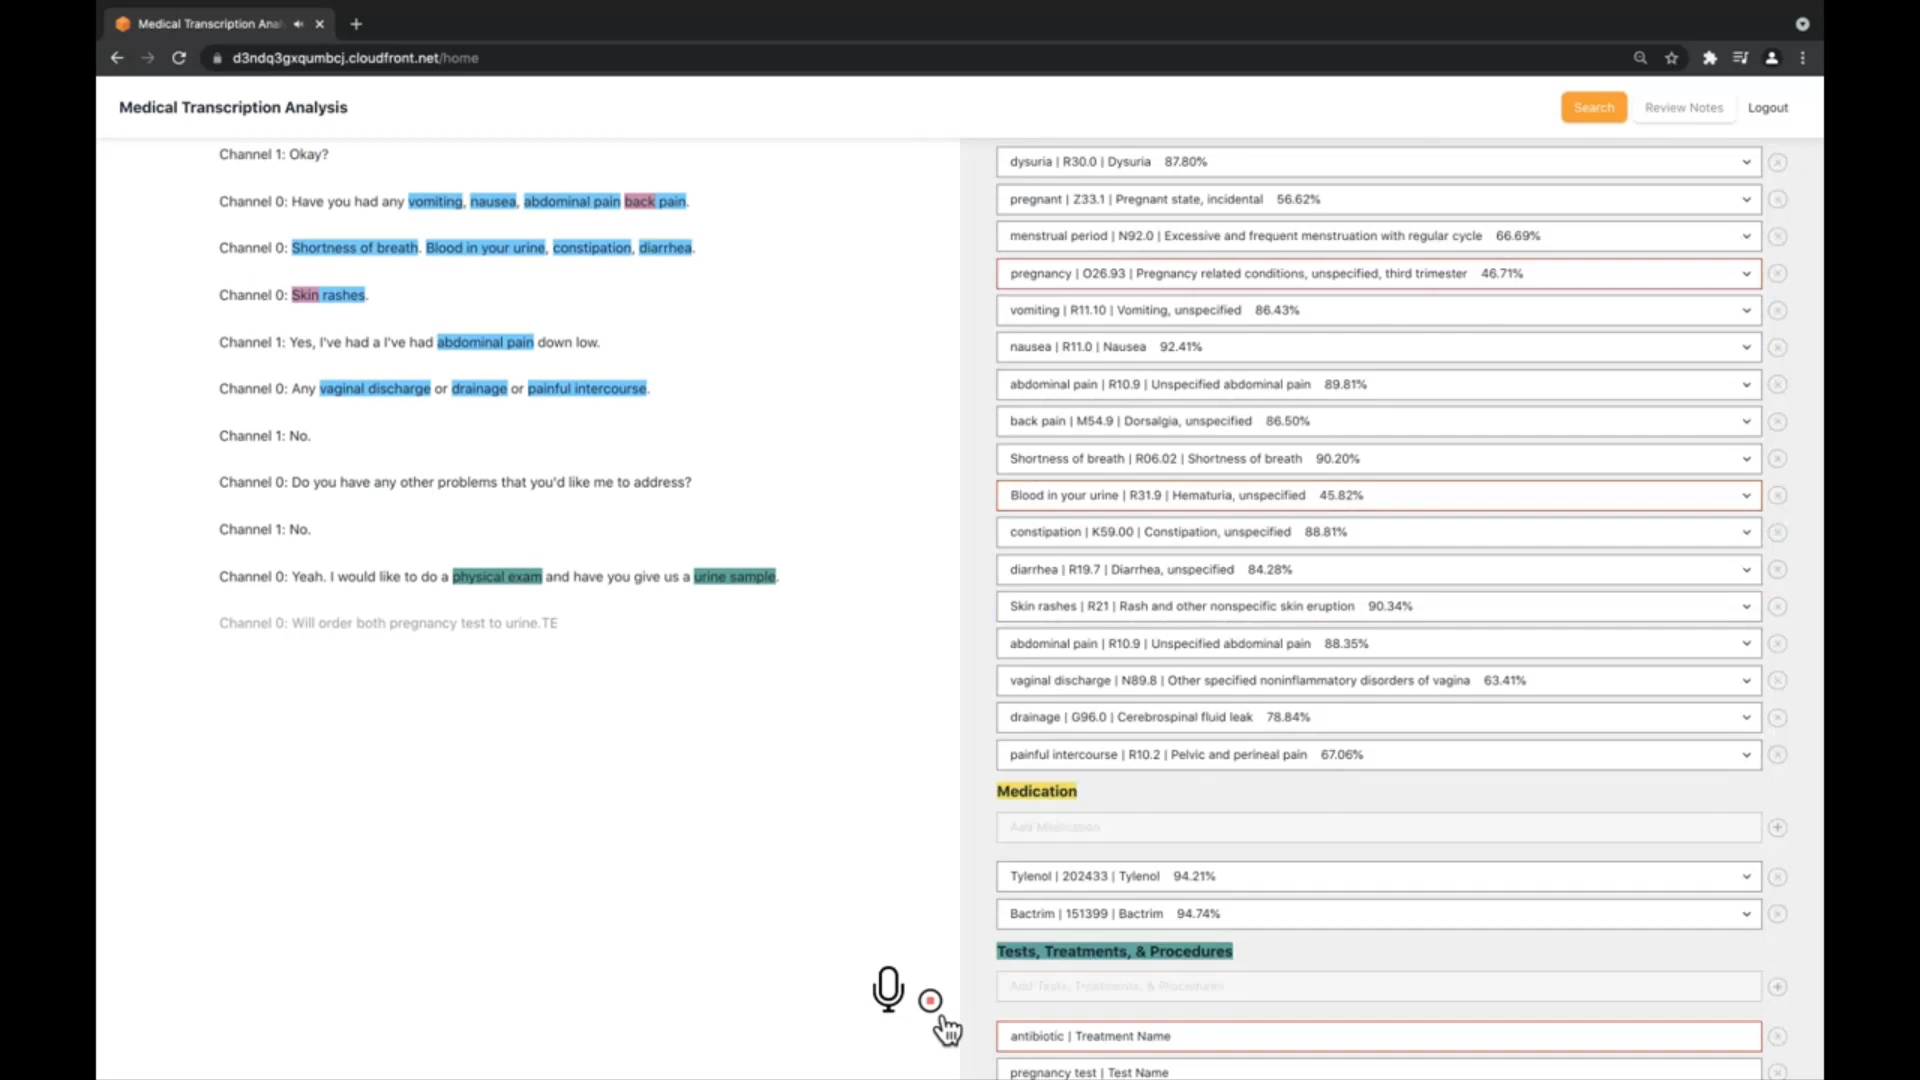 Medical Transcription Anal
d3ndq3gxqumbcj.cloudfront.net/home
Medical Transcription Analysis
Search
Review Notes
Logout
Channel 1: Okay?
Channel 0: Have you had any vomiting, nausea, abdominal pain back pain.
Channel 0: Shortness of breath. Blood in your urine, constipation, diarrhea.
Channel 0: Skin rashes.
Channel 1: Yes, I've had a I've had abdominal pain down low.
Channel 0: Any vaginal discharge or drainage or painful intercourse.
Channel 1: No.
Channel 0: Do you have any other problems that you'd like me to address?
Channel 1: No.
Channel 0: Yeah. I would like to do a physical exam and have you give us a urine sample.
Channel 0: Will order both pregnancy test to urine.TE
dysuria | R30.0 | Dysuria 87.80%
pregnant | Z33.1 | Pregnant state, incidental 56.62%
menstrual period | N92.0 | Excessive and frequent menstruation with regular cycle 66.69%
pregnancy | O26.93 | Pregnancy related conditions, unspecified, third trimester 46.71%
vomiting | R11.10 | Vomiting, unspecified 86.43%
nausea | R11.0 | Nausea 92.41%
abdominal pain | R10.9 | Unspecified abdominal pain 89.81%
back pain | M54.9 | Dorsalgia, unspecified 86.50%
Shortness of breath | R06.02 | Shortness of breath 90.20%
Blood in your urine | R31.9 | Hematuria, unspecified 45.82%
constipation | K59.00 | Constipation, unspecified 88.81%
diarrhea | R19.7 | Diarrhea, unspecified 84.28%
Skin rashes | R21 | Rash and other nonspecific skin eruption 90.34%
abdominal pain | R10.9 | Unspecified abdominal pain 88.35%
vaginal discharge | N89.8 | Other specified noninflammatory disorders of vagina 63.41%
drainage | G96.0 | Cerebrospinal fluid leak 78.84%
painful intercourse | R10.2 | Pelvic and perineal pain 67.06%
Medication
Add Medication
Tylenol | 202433 | Tylenol 94.21%
Bactrim | 151399 | Bactrim 94.74%
Tests, Treatments, & Procedures
Add Tests, Treatments, & Procedures
antibiotic | Treatment Name
pregnancy test | Test Name